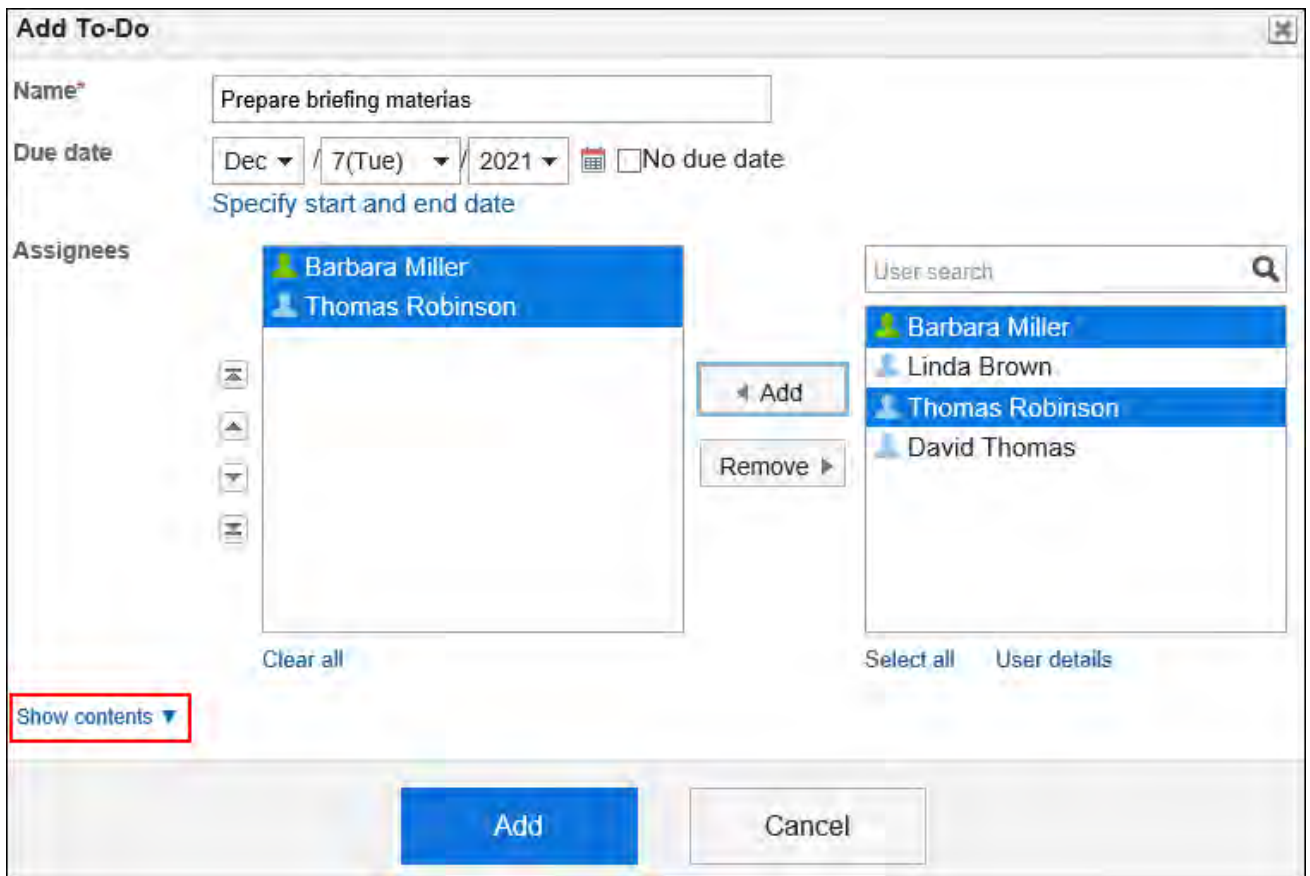 Add To-Do
Name*
Prepare briefing materias
Due date
Dec / 7(Tue) / 2021 No due date
Specify start and end date
Assignees
Barbara Miller
Thomas Robinson
Add
Remove
User search
Barbara Miller
Linda Brown
Thomas Robinson
David Thomas
Clear all
Select all User details
Show contents ▼
Add Cancel